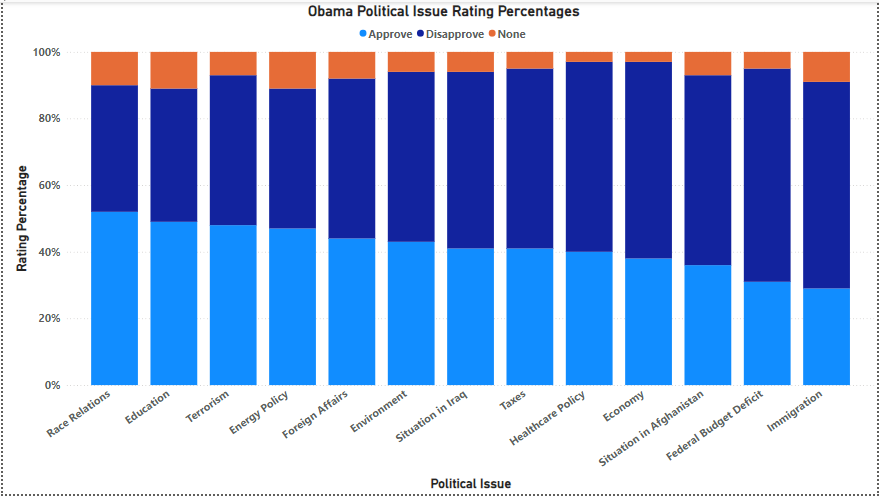 Obama Political Issue Rating Percentages
Approve Disapprove None
Rating Percentage
100%
80%
60%
40%
20%
0%
Race Relations
Education
Terrorism
Energy Policy
Foreign Affairs
Environment
Situation in Iraq
Taxes
Healthcare Policy
Economy
Situation in Afghanistan
Federal Budget Deficit
Immigration
Political Issue